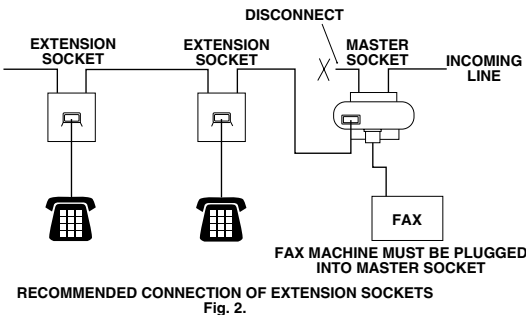 DISCONNECT
EXTENSION
SOCKET
EXTENSION
SOCKET
MASTER
SOCKET
INCOMING
LINE
FAX
FAX MACHINE MUST BE PLUGGED
INTO MASTER SOCKET
RECOMMENDED CONNECTION OF EXTENSION SOCKETS
Fig. 2.